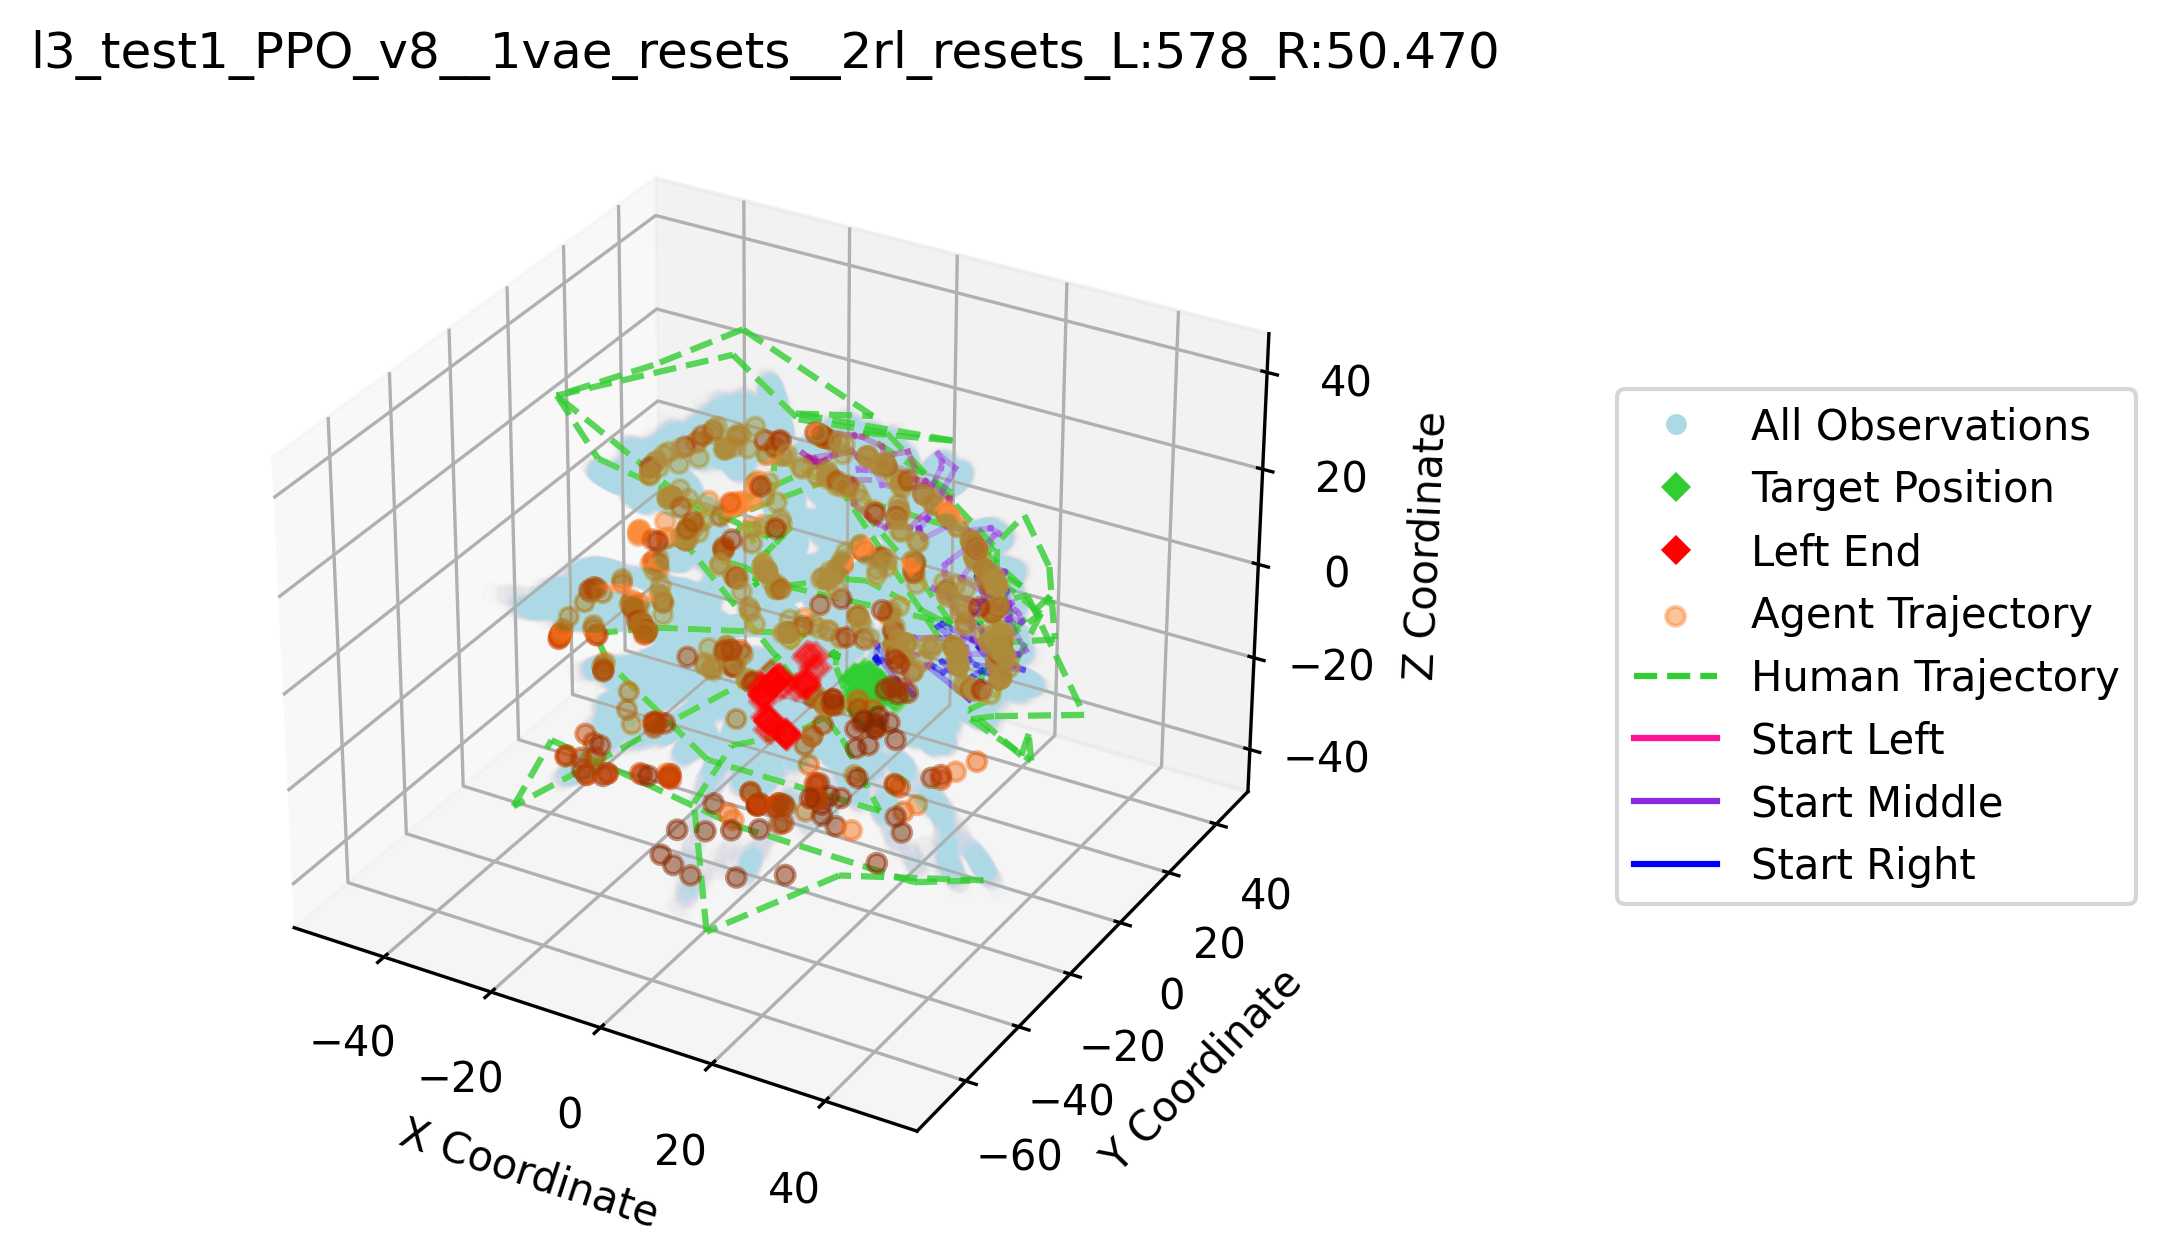 l3_test1_PPO_v8__1vae_resets__2rl_resets_L:578_R:50.470
40
20
0
−20
−40
Z Coordinate
−40
−20
0
20
40
X Coordinate
−60
−40
−20
0
20
40
Y Coordinate
All Observations
Target Position
Left End
Agent Trajectory
Human Trajectory
Start Left
Start Middle
Start Right